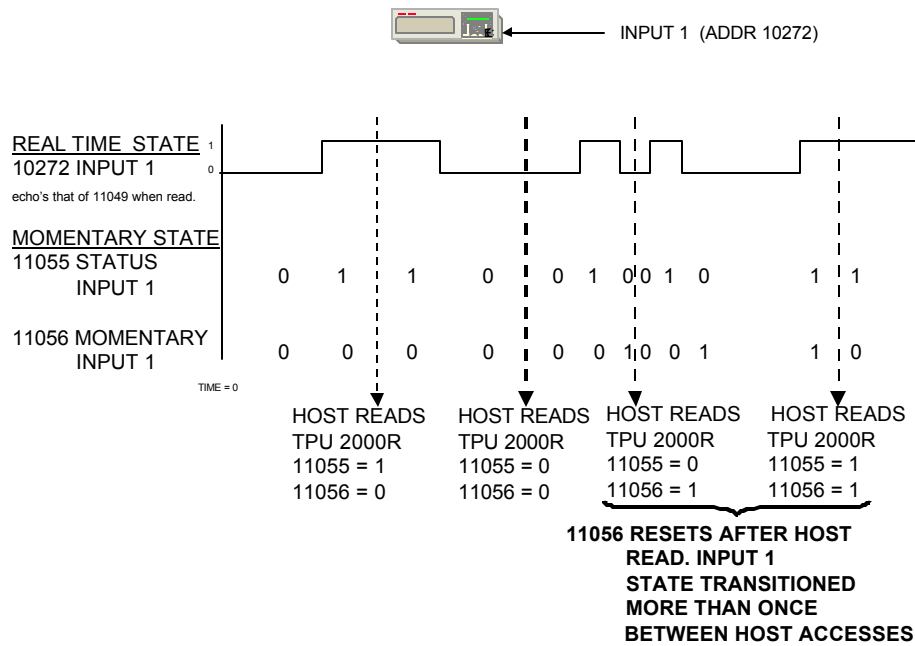 INPUT 1 (ADDR 10272)
REAL TIME STATE 1
10272 INPUT 1 0
echo's that of 11049 when read.
MOMENTARY STATE
11055 STATUS
INPUT 1
0 1 1 0 0 1 0 0 1 0 1 1
11056 MOMENTARY
INPUT 1
0 0 0 0 0 0 1 0 0 1 1 0
TIME = 0
HOST READS
TPU 2000R
11055 = 1
11056 = 0
HOST READS
TPU 2000R
11055 = 0
11056 = 0
HOST READS
TPU 2000R
11055 = 0
11056 = 1
HOST READS
TPU 2000R
11055 = 1
11056 = 1
11056 RESETS AFTER HOST
READ. INPUT 1
STATE TRANSITIONED
MORE THAN ONCE
BETWEEN HOST ACCESSES